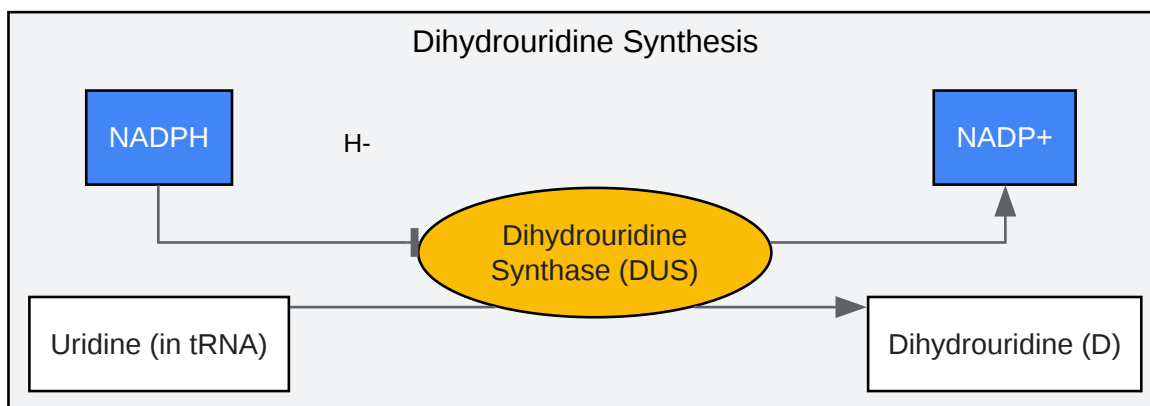 Dihydrouridine Synthesis
NADPH
H-
NADP+
Dihydrouridine
Synthase (DUS)
Uridine (in tRNA)
Dihydrouridine (D)